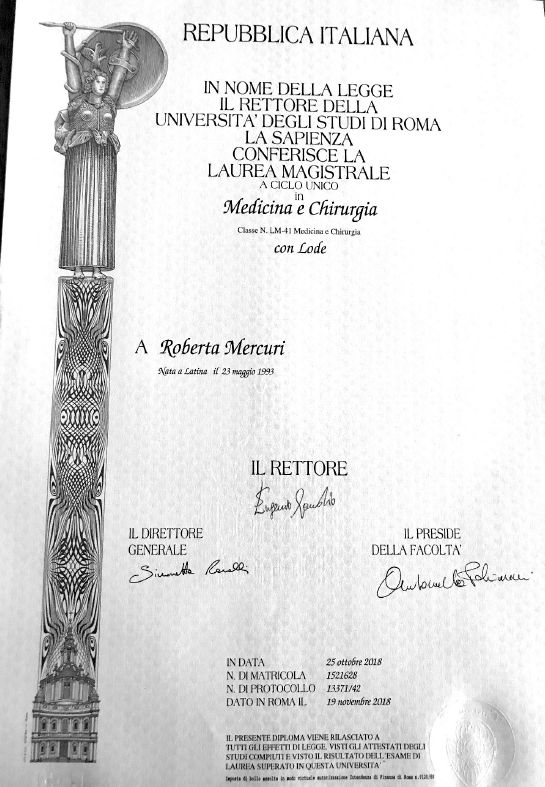 REPUBBLICA ITALIANA
IN NOME DELLA LEGGE
IL RETTORE DELLA
UNIVERSITA' DEGLI STUDI DI ROMA
LA SAPIENZA
CONFERISCE LA
LAUREA MAGISTRALE
A CICLO UNICO
in
Medicina e Chirurgia
Classe N. LM-41 Medicina e Chirurgia
con Lode
A Roberta Mercuri
Nata a Latina il 23 maggio 1993
IL RETTORE
Eugenio Gaudio
IL DIRETTORE
GENERALE
IL PRESIDE
DELLA FACOLTA'
Simonetta Ranalli
IN DATA 25 ottobre 2018
N. DI MATRICOLA 1521628
N. DI PROTOCOLLO 13371/42
DATO IN ROMA IL 19 novembre 2018
IL PRESENTE DIPLOMA VIENE RILASCIATO A
TUTTI GLI EFFETTI DI LEGGE, VISTI GLI ATTESTATI DEGLI
STUDI COMPIUTI E VISTO IL RISULTATO DELL'ESAME DI
LAUREA SUPERATO IN QUESTA UNIVERSITA'
Imposta di bollo assolta in modo virtuale autorizzazione Intendenza di Finanza di Roma